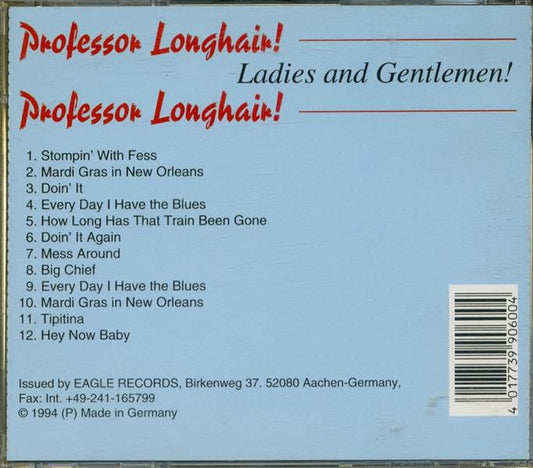 Professor Longhair!
Ladies and Gentlemen!
Professor Longhair!
1. Stompin' With Fess
2. Mardi Gras in New Orleans
3. Doin' It
4. Every Day I Have the Blues
5. How Long Has That Train Been Gone
6. Doin' It Again
7. Mess Around
8. Big Chief
9. Every Day I Have the Blues
10. Mardi Gras in New Orleans
11. Tipitina
12. Hey Now Baby
Issued by EAGLE RECORDS, Birkenweg 37. 52080 Aachen-Germany,
Fax: Int. +49-241-165799
© 1994 (P) Made in Germany
4 017739 906004